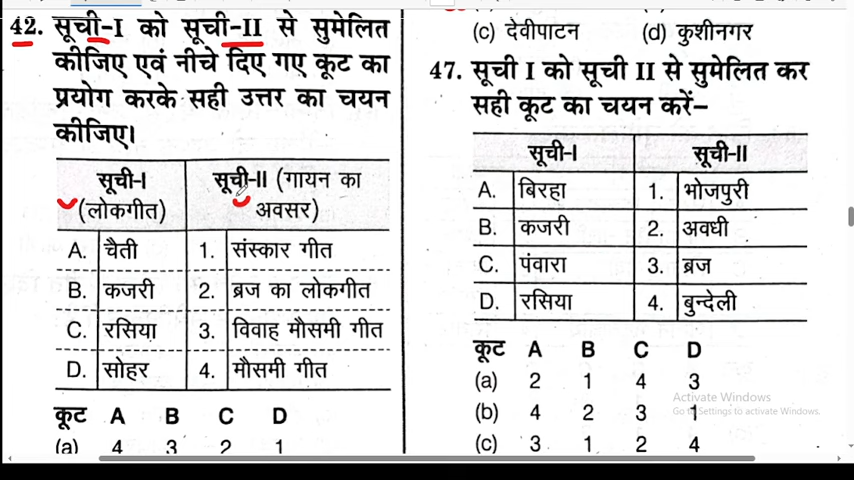 42. सूची-I को सूची-II से सुमेलित
कीजिए एवं नीचे दिए गए कूट का
प्रयोग करके सही उत्तर का चयन
कीजिए।
सूची-I सूची-II (गायन का
(लोकगीत) अवसर)
A. चैती 1. संस्कार गीत
B. कजरी 2. ब्रज का लोकगीत
C. रसिया 3. विवाह मौसमी गीत
D. सोहर 4. मौसमी गीत
कूट A B C D
(a) 4 3 2 1
(c) देवीपाटन (d) कुशीनगर
47. सूची I को सूची II से सुमेलित कर
सही कूट का चयन करें–
सूची-I सूची-II
A. बिरहा 1. भोजपुरी
B. कजरी 2. अवधी
C. पंवारा 3. ब्रज
D. रसिया 4. बुन्देली
कूट A B C D
(a) 2 1 4 3
(b) 4 2 3 1
(c) 3 1 2 4
Activate Windows
Go to Settings to activate Windows.